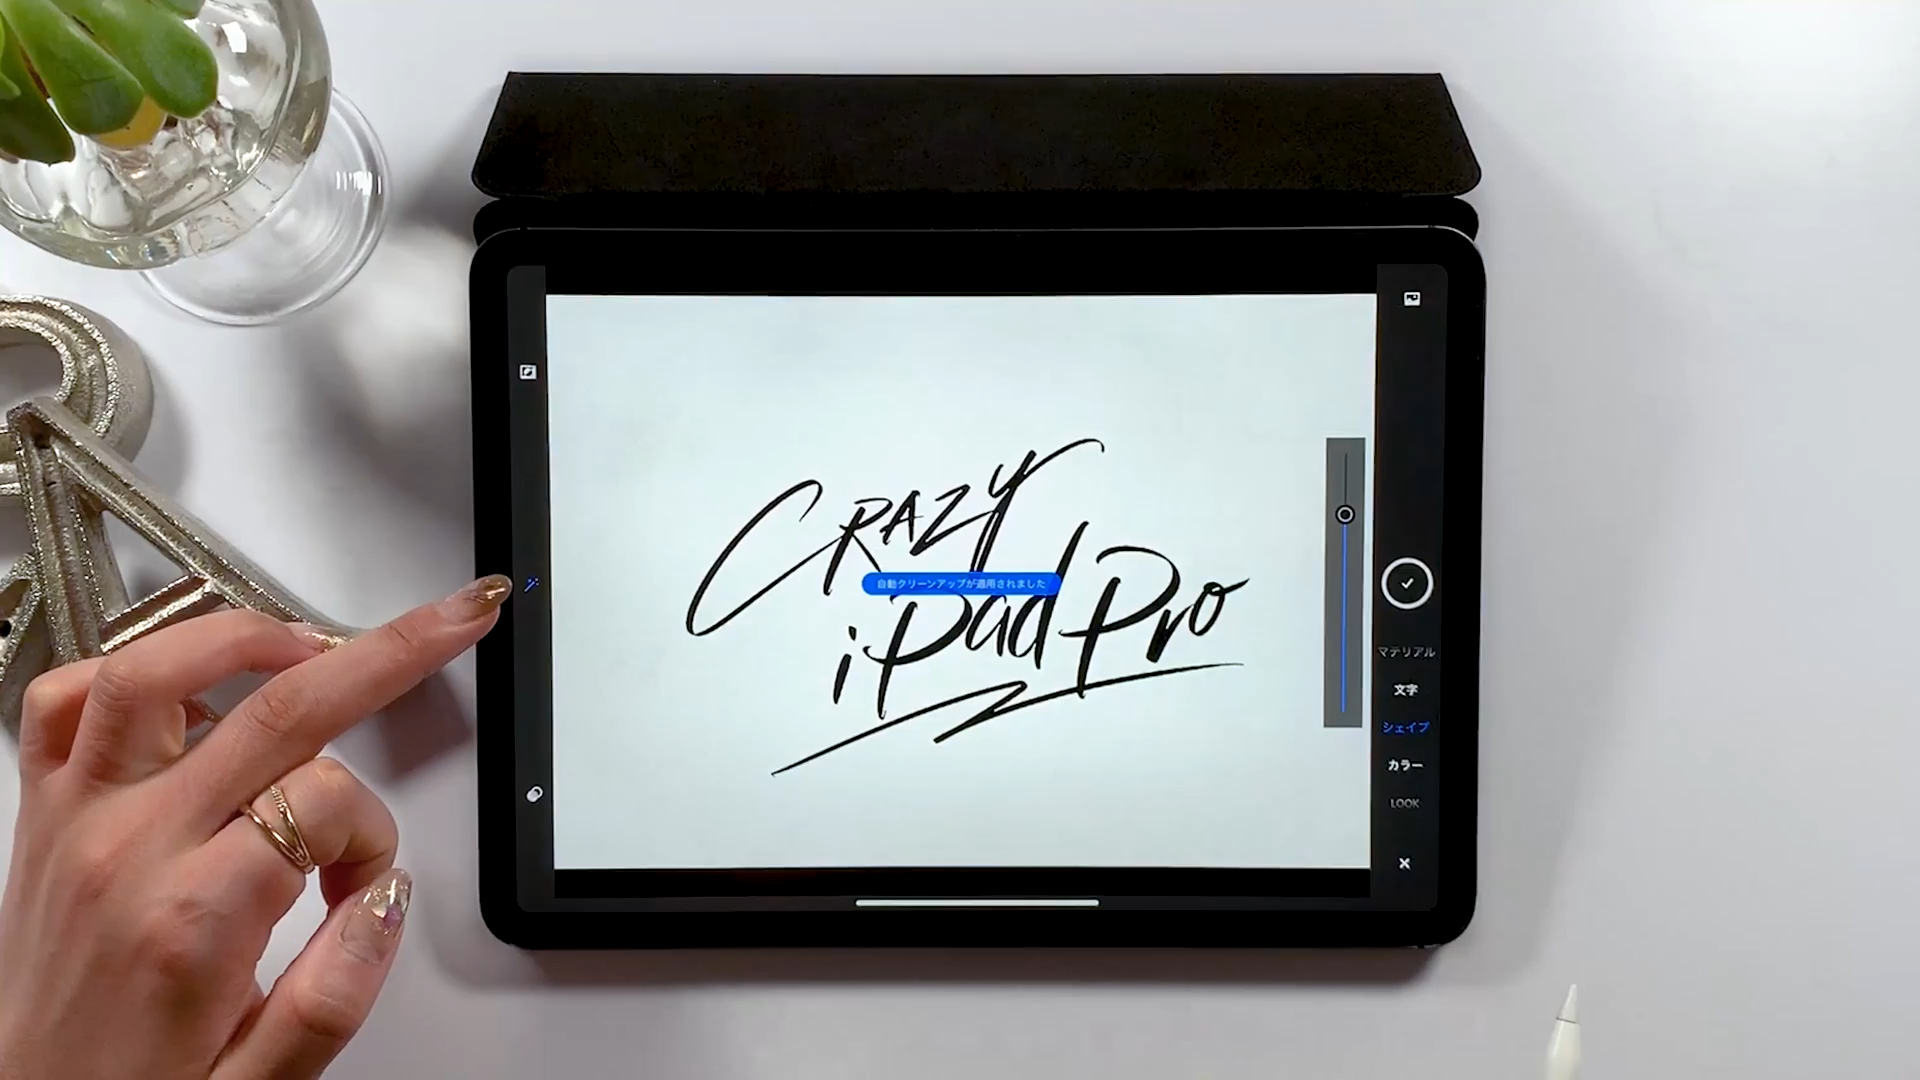 CRAZY
自動クリーンアップが適用されました
iPad Pro
マテリアル
文字
シェイプ
カラー
LOOK